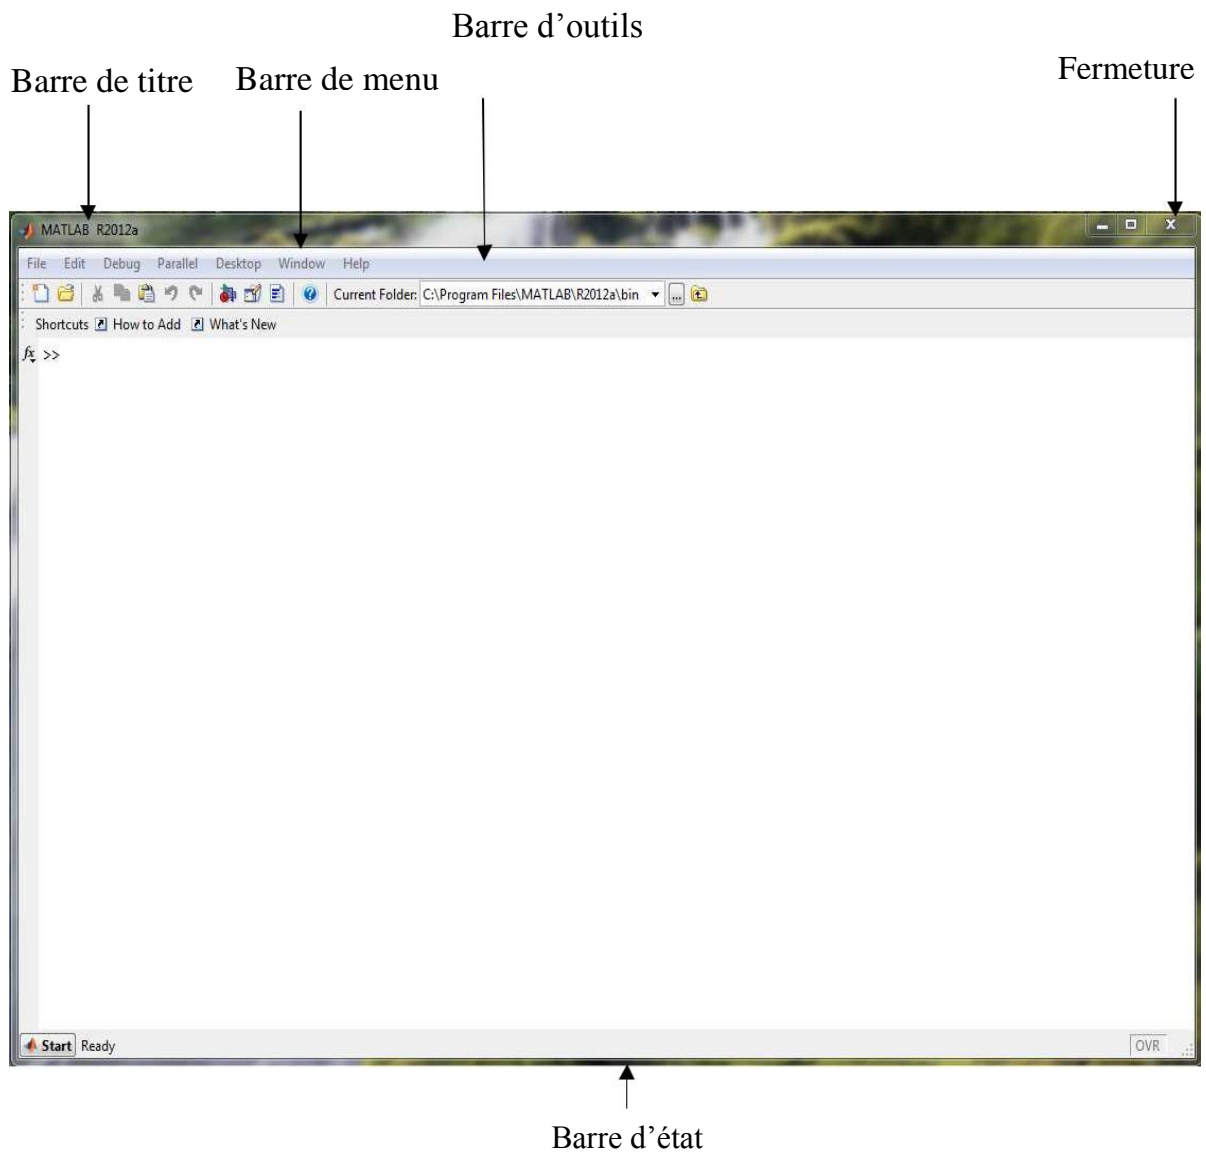 Barre d’outils
Barre de titre Barre de menu Fermeture
MATLAB R2012a
File Edit Debug Parallel Desktop Window Help
Current Folder: C:\Program Files\MATLAB\R2012a\bin ...
Shortcuts How to Add What's New
fx >>
Start Ready OVR
Barre d’état